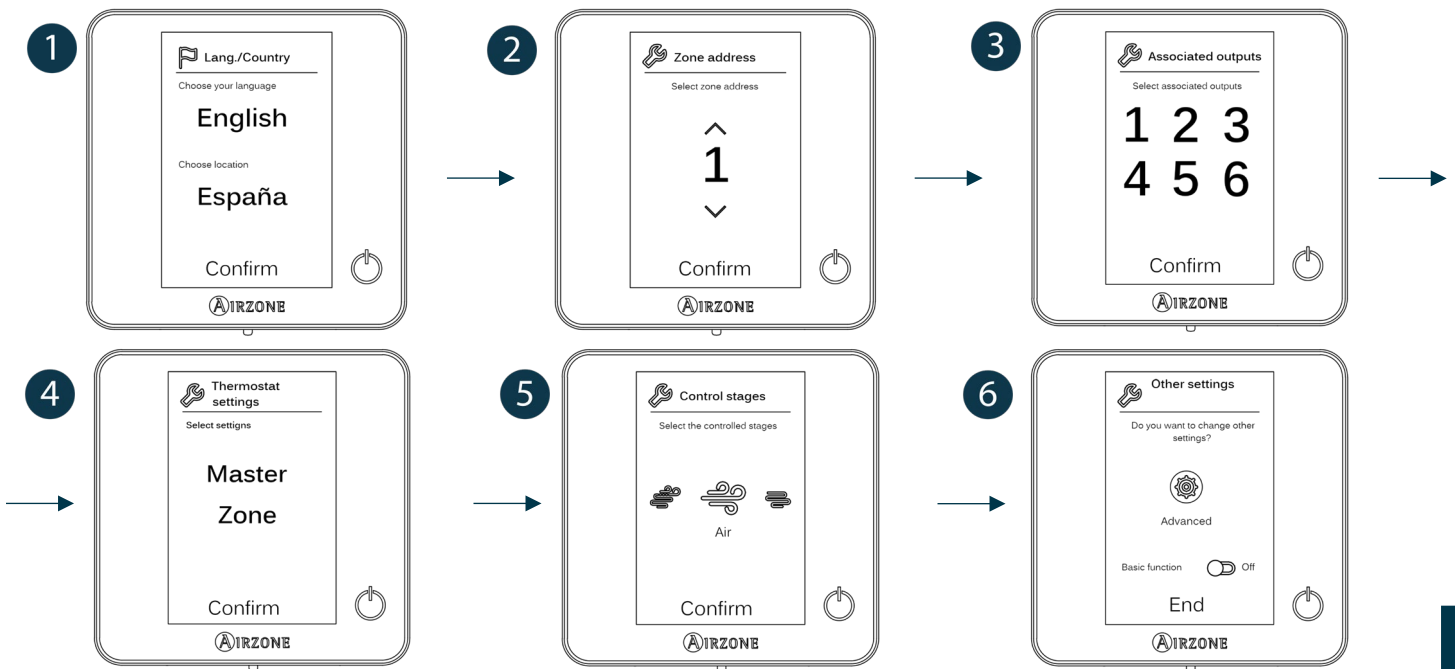 1
Lang./Country
Choose your language
English
Choose location
España
Confirm
AIRZONE
2
Zone address
Select zone address
1
Confirm
AIRZONE
3
Associated outputs
Select associated outputs
1 2 3
4 5 6
Confirm
AIRZONE
4
Thermostat
settings
Select settigns
Master
Zone
Confirm
AIRZONE
5
Control stages
Select the controlled stages
Air
Confirm
AIRZONE
6
Other settings
Do you want to change other
settings?
Advanced
Basic function Off
End
AIRZONE